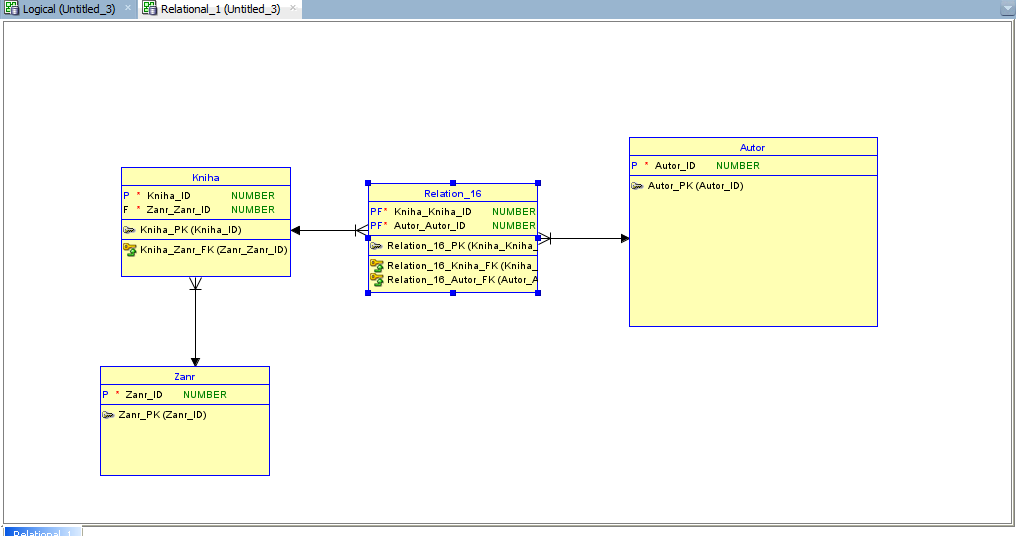 Logical (Untitled_3)
Relational_1 (Untitled_3)
Kniha
P * Kniha_ID NUMBER
F * Zanr_Zanr_ID NUMBER
Kniha_PK (Kniha_ID)
Kniha_Zanr_FK (Zanr_Zanr_ID)
Relation_16
PF* Kniha_Kniha_ID NUMBER
PF* Autor_Autor_ID NUMBER
Relation_16_PK (Kniha_Kniha_
Relation_16_Kniha_FK (Kniha_
Relation_16_Autor_FK (Autor_A
Autor
P * Autor_ID NUMBER
Autor_PK (Autor_ID)
Zanr
P * Zanr_ID NUMBER
Zanr_PK (Zanr_ID)
Relational_1